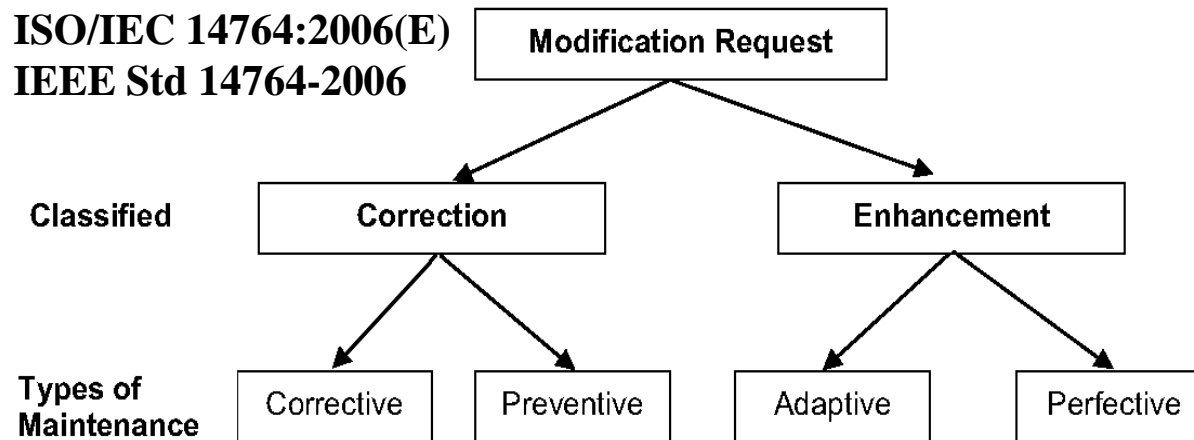 ISO/IEC 14764:2006(E)
IEEE Std 14764-2006
Modification Request
Classified
Correction
Enhancement
Types of
Maintenance
Corrective
Preventive
Adaptive
Perfective